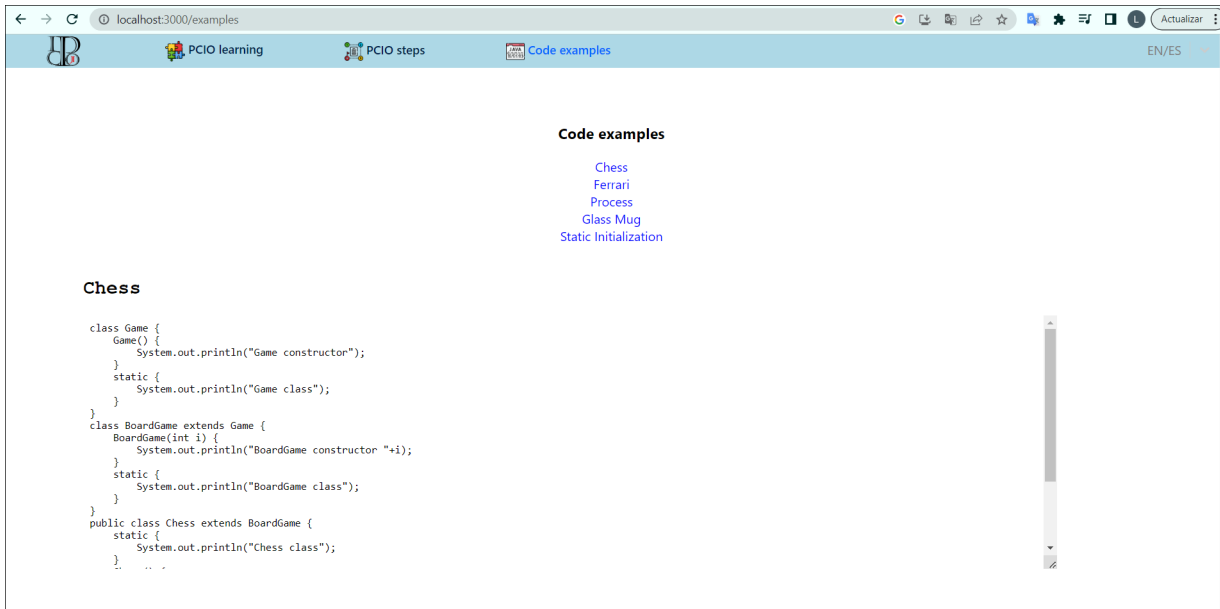 localhost:3000/examples
L
Actualizar
PCIO learning
PCIO steps
Code examples
EN/ES
Code examples
Chess
Ferrari
Process
Glass Mug
Static Initialization
Chess
class Game {
    Game() {
        System.out.println("Game constructor");
    }
    static {
        System.out.println("Game class");
    }
}
class BoardGame extends Game {
    BoardGame(int i) {
        System.out.println("BoardGame constructor "+i);
    }
    static {
        System.out.println("BoardGame class");
    }
}
public class Chess extends BoardGame {
    static {
        System.out.println("Chess class");
    }